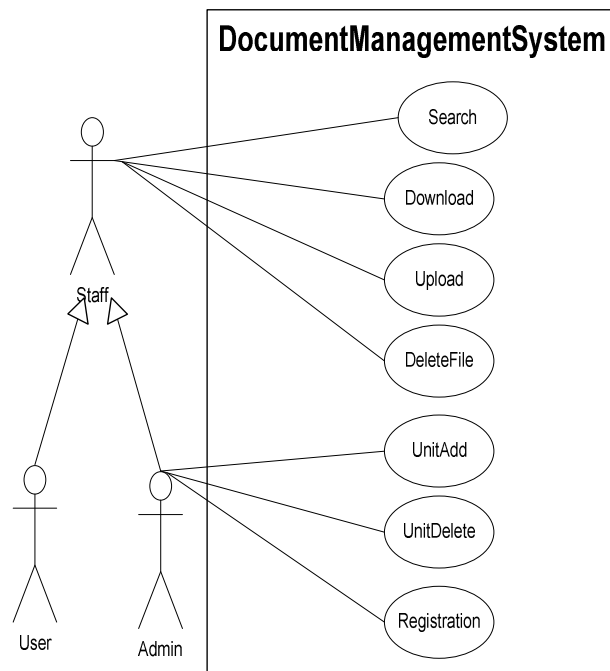 DocumentManagementSystem
Search
Download
Upload
DeleteFile
Staff
UnitAdd
UnitDelete
Registration
User
Admin